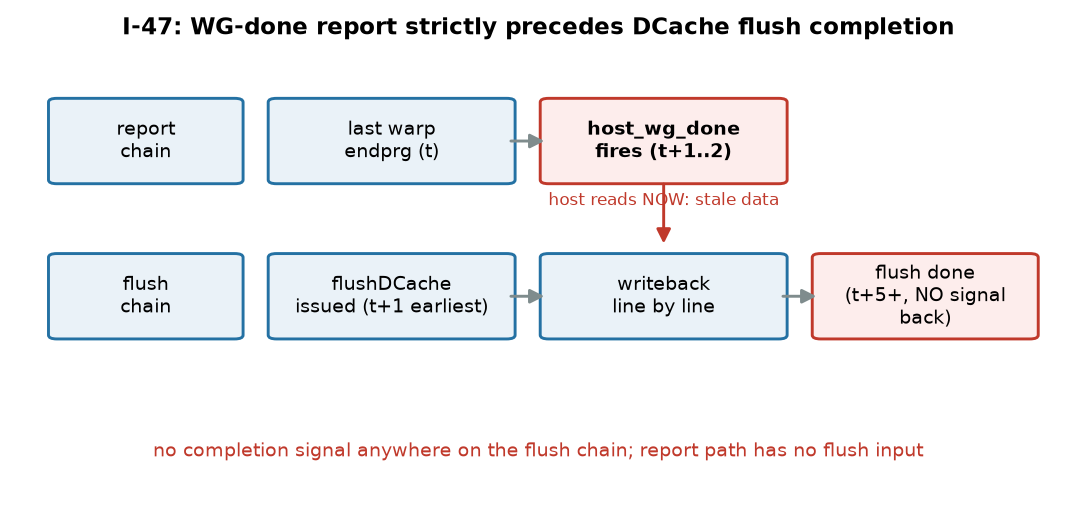 I-47: WG-done report strictly precedes DCache flush completion
report
chain
last warp
endprg (t)
host_wg_done
fires (t+1..2)
host reads NOW: stale data
flush
chain
flushDCache
issued (t+1 earliest)
writeback
line by line
flush done
(t+5+, NO signal
back)
no completion signal anywhere on the flush chain; report path has no flush input